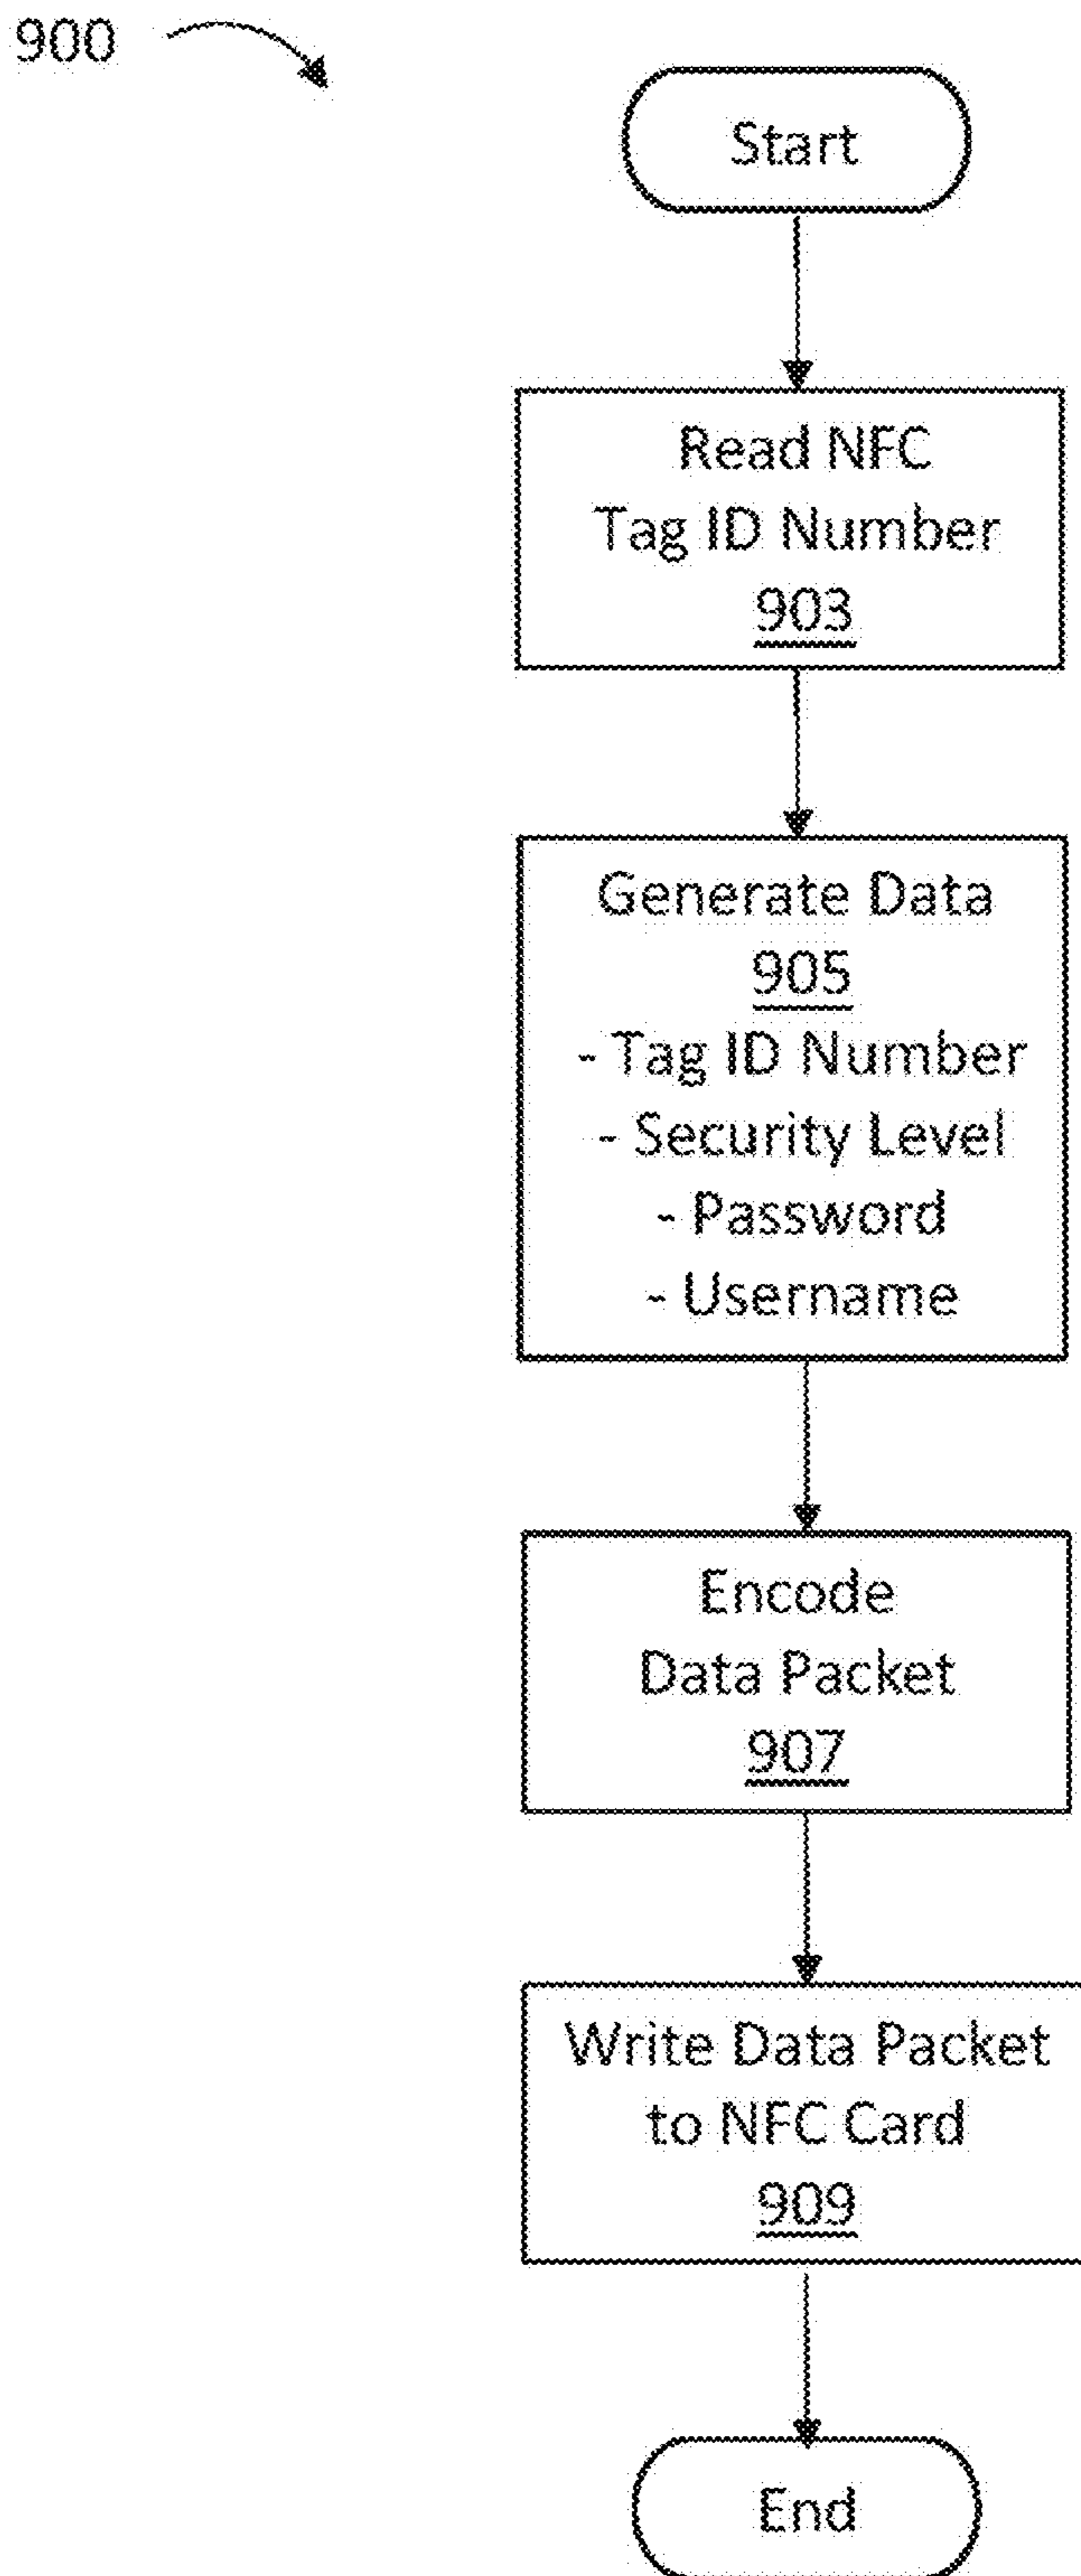 900
Start
Read NFC
Tag ID Number
903
Generate Data
905
- Tag ID Number
- Security Level
- Password
- Username
Encode
Data Packet
907
Write Data Packet
to NFC Card
909
End